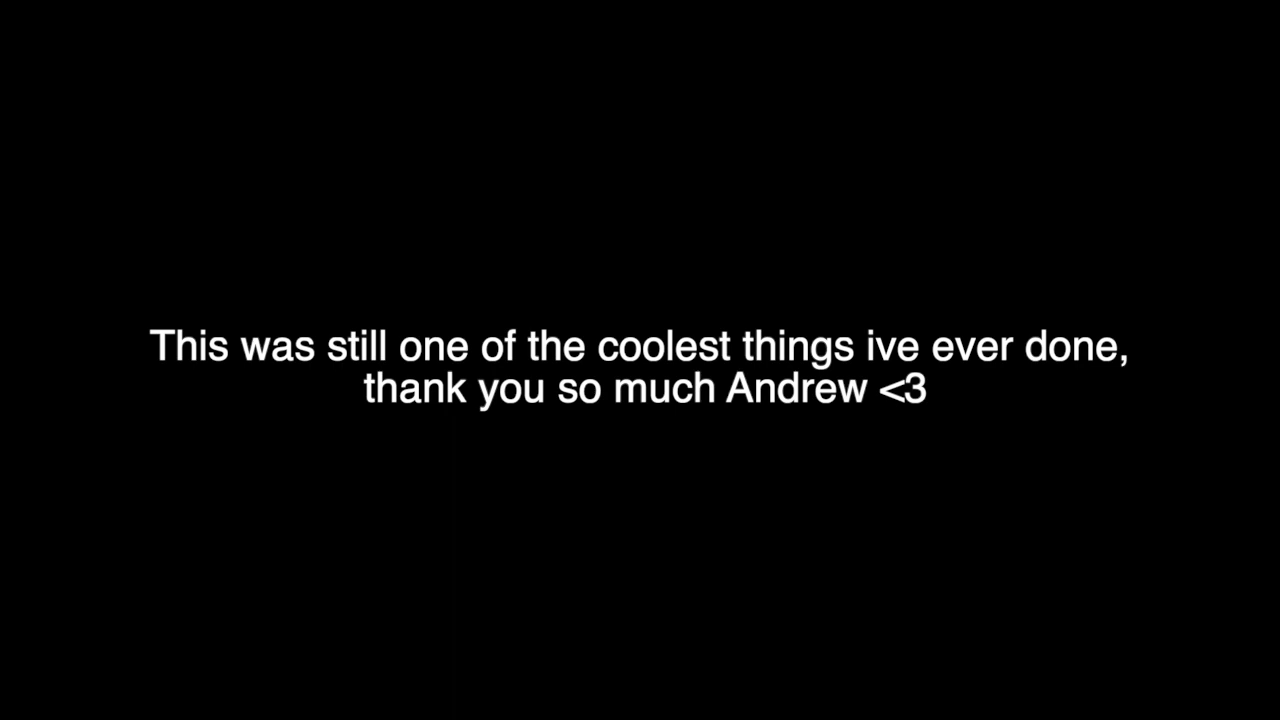 This was still one of the coolest things ive ever done,
thank you so much Andrew <3